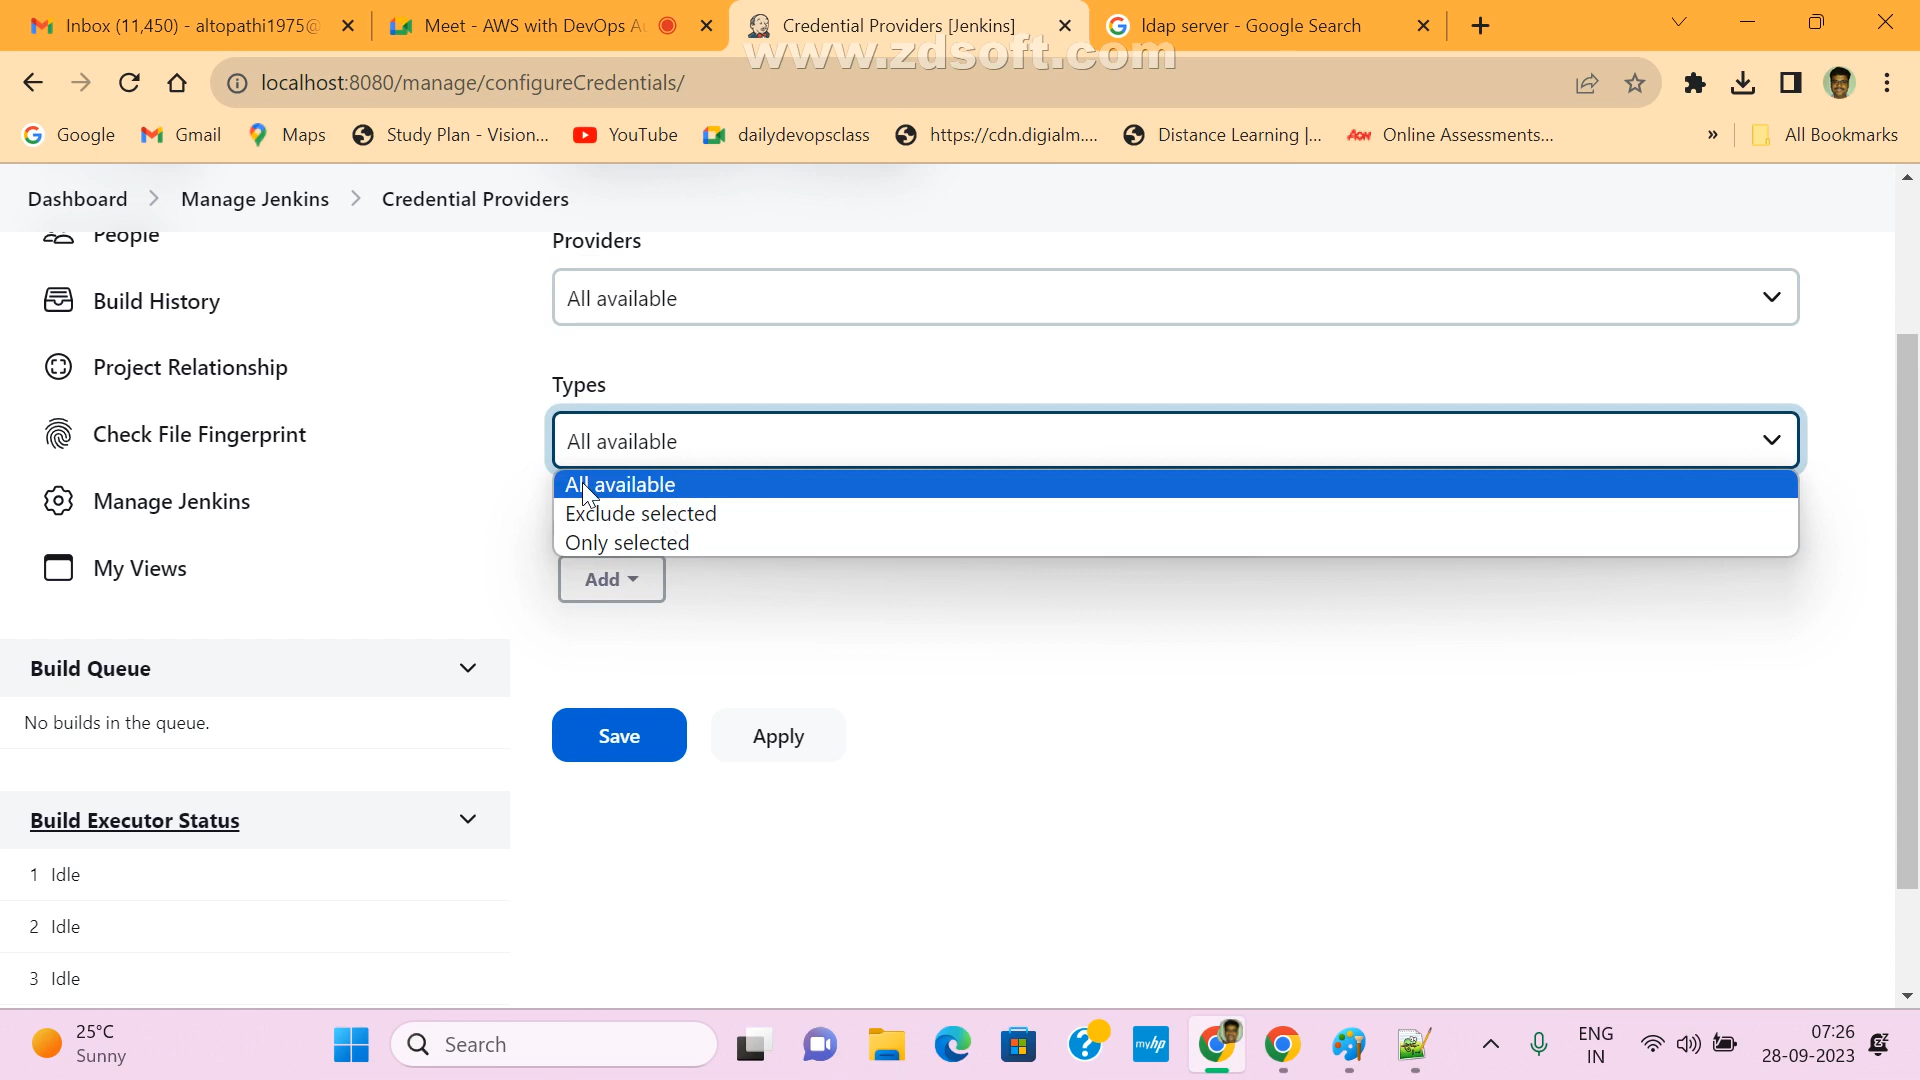 Inbox (11,450) - altopathi1975@
Meet - AWS with DevOps Au
Credential Providers [Jenkins]
ldap server - Google Search
www.zdsoft.com
localhost:8080/manage/configureCredentials/
Google
Gmail
Maps
Study Plan - Vision...
YouTube
dailydevopsclass
https://cdn.digialm....
Distance Learning |...
AON
Online Assessments...
»
All Bookmarks
Dashboard
Manage Jenkins
Credential Providers
People
Build History
Project Relationship
Check File Fingerprint
Manage Jenkins
My Views
Build Queue
No builds in the queue.
Build Executor Status
1 Idle
2 Idle
3 Idle
Providers
All available
Types
All available
All available
Exclude selected
Only selected
Add
Save
Apply
25°C
Sunny
Search
myhp
ENG
IN
07:26
28-09-2023